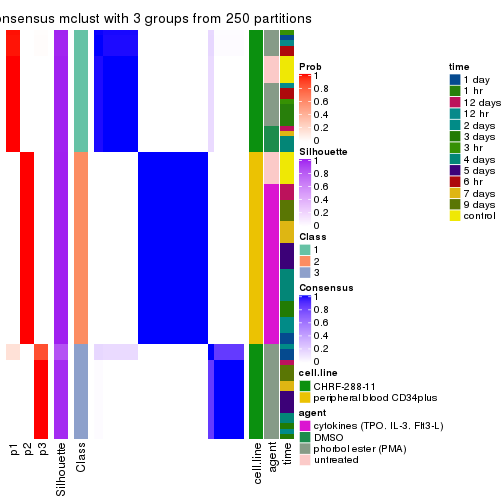 onsensus mclust with 3 groups from 250 partitions
Prob
1
0.8
0.6
0.4
0.2
0
Silhouette
1
0.8
0.6
0.4
0.2
0
Class
1
2
3
Consensus
1
0.8
0.6
0.4
0.2
0
cell.line
CHRF-288-11
peripheral blood CD34plus
agent
cytokines (TPO, IL-3, Flt3-L)
DMSO
phorbol ester (PMA)
untreated
time
1 day
1 hr
12 days
12 hr
2 days
3 days
3 hr
4 days
5 days
6 hr
7 days
9 days
control
p1
p2
p3
Silhouette
Class
cell.line
agent
time